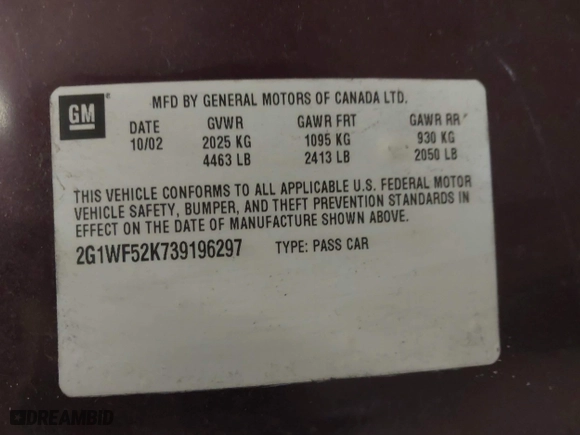 GM ® MFD BY GENERAL MOTORS OF CANADA LTD.
DATE GVWR GAWR FRT GAWR RR
10/02 2025 KG 1095 KG 930 KG
4463 LB 2413 LB 2050 LB
THIS VEHICLE CONFORMS TO ALL APPLICABLE U.S. FEDERAL MOTOR
VEHICLE SAFETY, BUMPER, AND THEFT PREVENTION STANDARDS IN
EFFECT ON THE DATE OF MANUFACTURE SHOWN ABOVE.
2G1WF52K739196297 TYPE: PASS CAR
DREAMBID